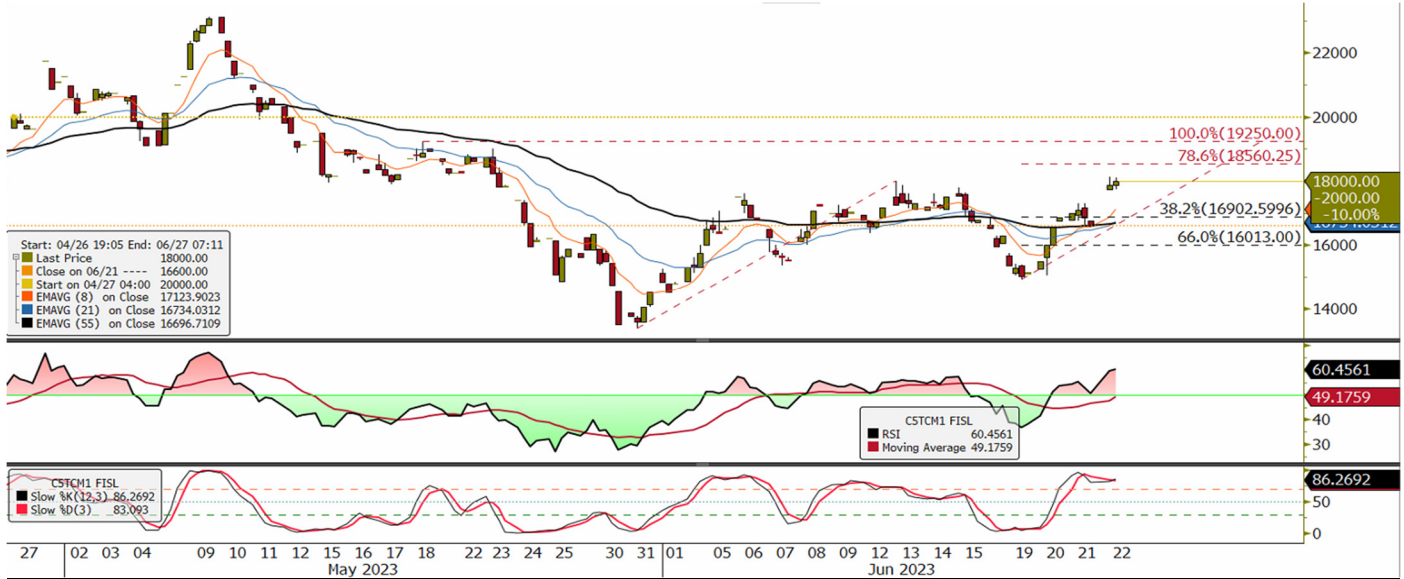 22000
20000
100.0%(19250.00)
78.6%(18560.25)
18000.00
-2000.00
-10.00%
38.2%(16902.5996)
16734.0312
66.0%(16013.00)
16000
14000
Start: 04/26 19:05 End: 06/27 07:11
Last Price 18000.00
Close on 06/21 ---- 16600.00
Start on 04/27 04:00 20000.00
EMAVG (8) on Close 17123.9023
EMAVG (21) on Close 16734.0312
EMAVG (55) on Close 16696.7109
60.4561
49.1759
40
30
C5TCM1 FISL
RSI 60.4561
Moving Average 49.1759
C5TCM1 FISL
Slow %K(12,3) 86.2692
Slow %D(3) 83.093
86.2692
50
0
27 02 03 04 09 10 11 12 15 16 17 18 22 23 24 25 30 31 01 05 06 07 08 09 12 13 14 15 19 20 21 22
May 2023 Jun 2023